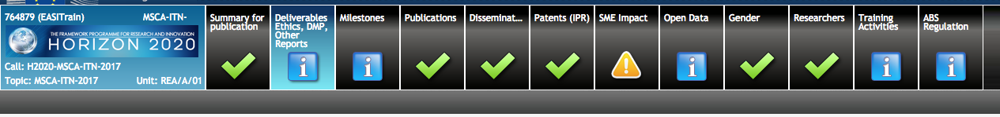 764879 (EASITrain) MSCA-ITN-
THE FRAMEWORK PROGRAMME FOR RESEARCH AND INNOVATION
HORIZON 2020
Call: H2020-MSCA-ITN-2017
Topic: MSCA-ITN-2017 Unit: REA/A/01
Summary for
publication
Deliverables
Ethics, DMP,
Other
Reports
Milestones
Publications
Disseminat...
Patents (IPR)
SME Impact
Open Data
Gender
Researchers
Training
Activities
ABS
Regulation